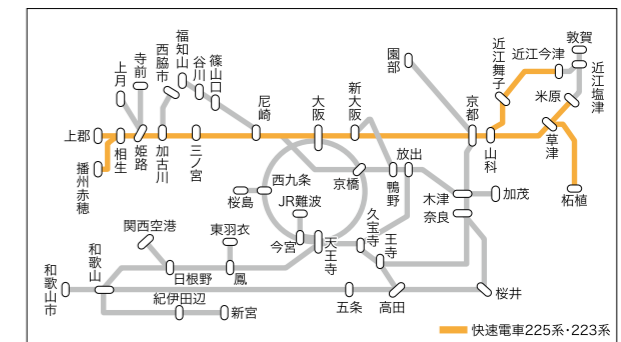 敦賀
近江今津
近江塩津
近江舞子
米原
園部
福知山
西脇市
寺前
上月
谷川
篠山口
尼崎
大阪
新大阪
京都
山科
草津
柘植
上郡
相生
姫路
加古川
三ノ宮
播州赤穂
放出
鴫野
京橋
木津
加茂
奈良
西九条
桜島
JR難波
今宮
天王寺
久宝寺
王寺
関西空港
東羽衣
和歌山
日根野
鳳
和歌山市
紀伊田辺
新宮
五条
高田
桜井
快速電車225系・223系